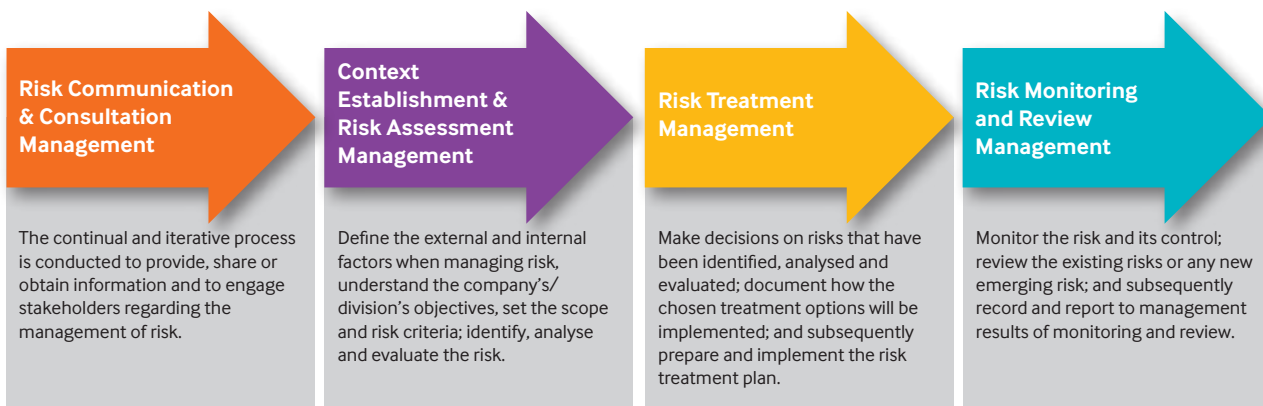 Risk Communication
& Consultation
Management
The continual and iterative process
is conducted to provide, share or
obtain information and to engage
stakeholders regarding the
management of risk.
Context
Establishment &
Risk Assessment
Management
Define the external and internal
factors when managing risk,
understand the company’s/
division’s objectives, set the scope
and risk criteria; identify, analyse
and evaluate the risk.
Risk Treatment
Management
Make decisions on risks that have
been identified, analysed and
evaluated; document how the
chosen treatment options will be
implemented; and subsequently
prepare and implement the risk
treatment plan.
Risk Monitoring
and Review
Management
Monitor the risk and its control;
review the existing risks or any new
emerging risk; and subsequently
record and report to management
results of monitoring and review.